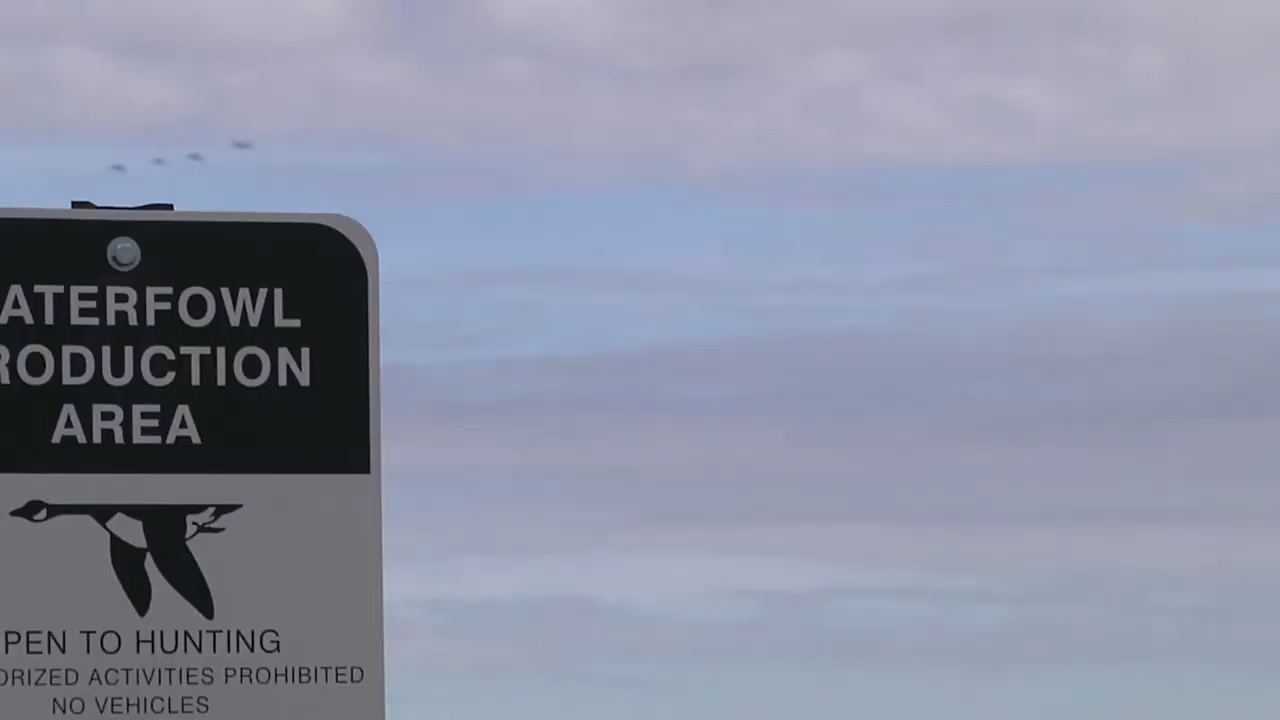 ATERFOWL
RODUCTION
AREA
PEN TO HUNTING
ORIZED ACTIVITIES PROHIBITED
NO VEHICLES